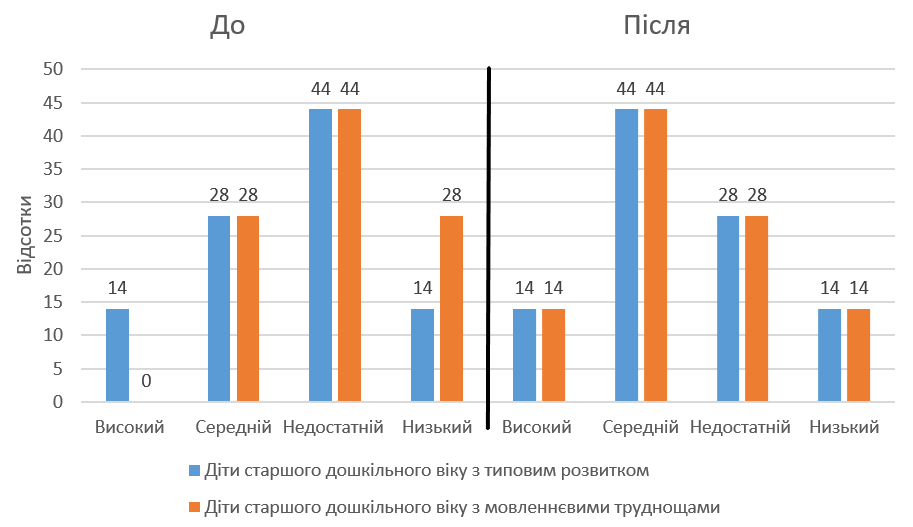 До
Після
Відсотки
50
45
40
35
30
25
20
15
10
5
0
14 0 28 28 44 44 14 28 14 14 44 44 28 28 14 14
Високий Середній Недостатній Низький Високий Середній Недостатній Низький
Діти старшого дошкільного віку з типовим розвитком
Діти старшого дошкільного віку з мовленнєвими труднощами